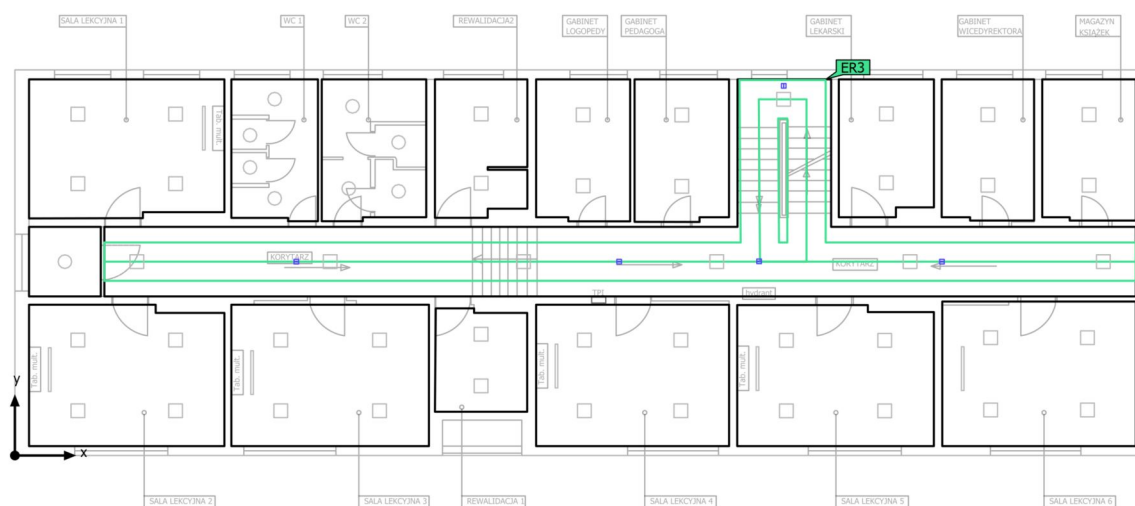 SALA LEKCYJNA 1
WC 1
WC 2
REWALIDACJA2
GABINET
LOGOPEDY
GABINET
PEDAGOGA
GABINET
LEKARSKI
GABINET
WICEDYREKTORA
MAGAZYN
KSIĄŻEK
ER3
Tab. mult.
KORYTARZ
KORYTARZ
TPI
hydrant
Tab. mult.
Tab. mult.
Tab. mult.
Tab. mult.
y
x
SALA LEKCYJNA 2
SALA LEKCYJNA 3
REWALIDACJA 1
SALA LEKCYJNA 4
SALA LEKCYJNA 5
SALA LEKCYJNA 6